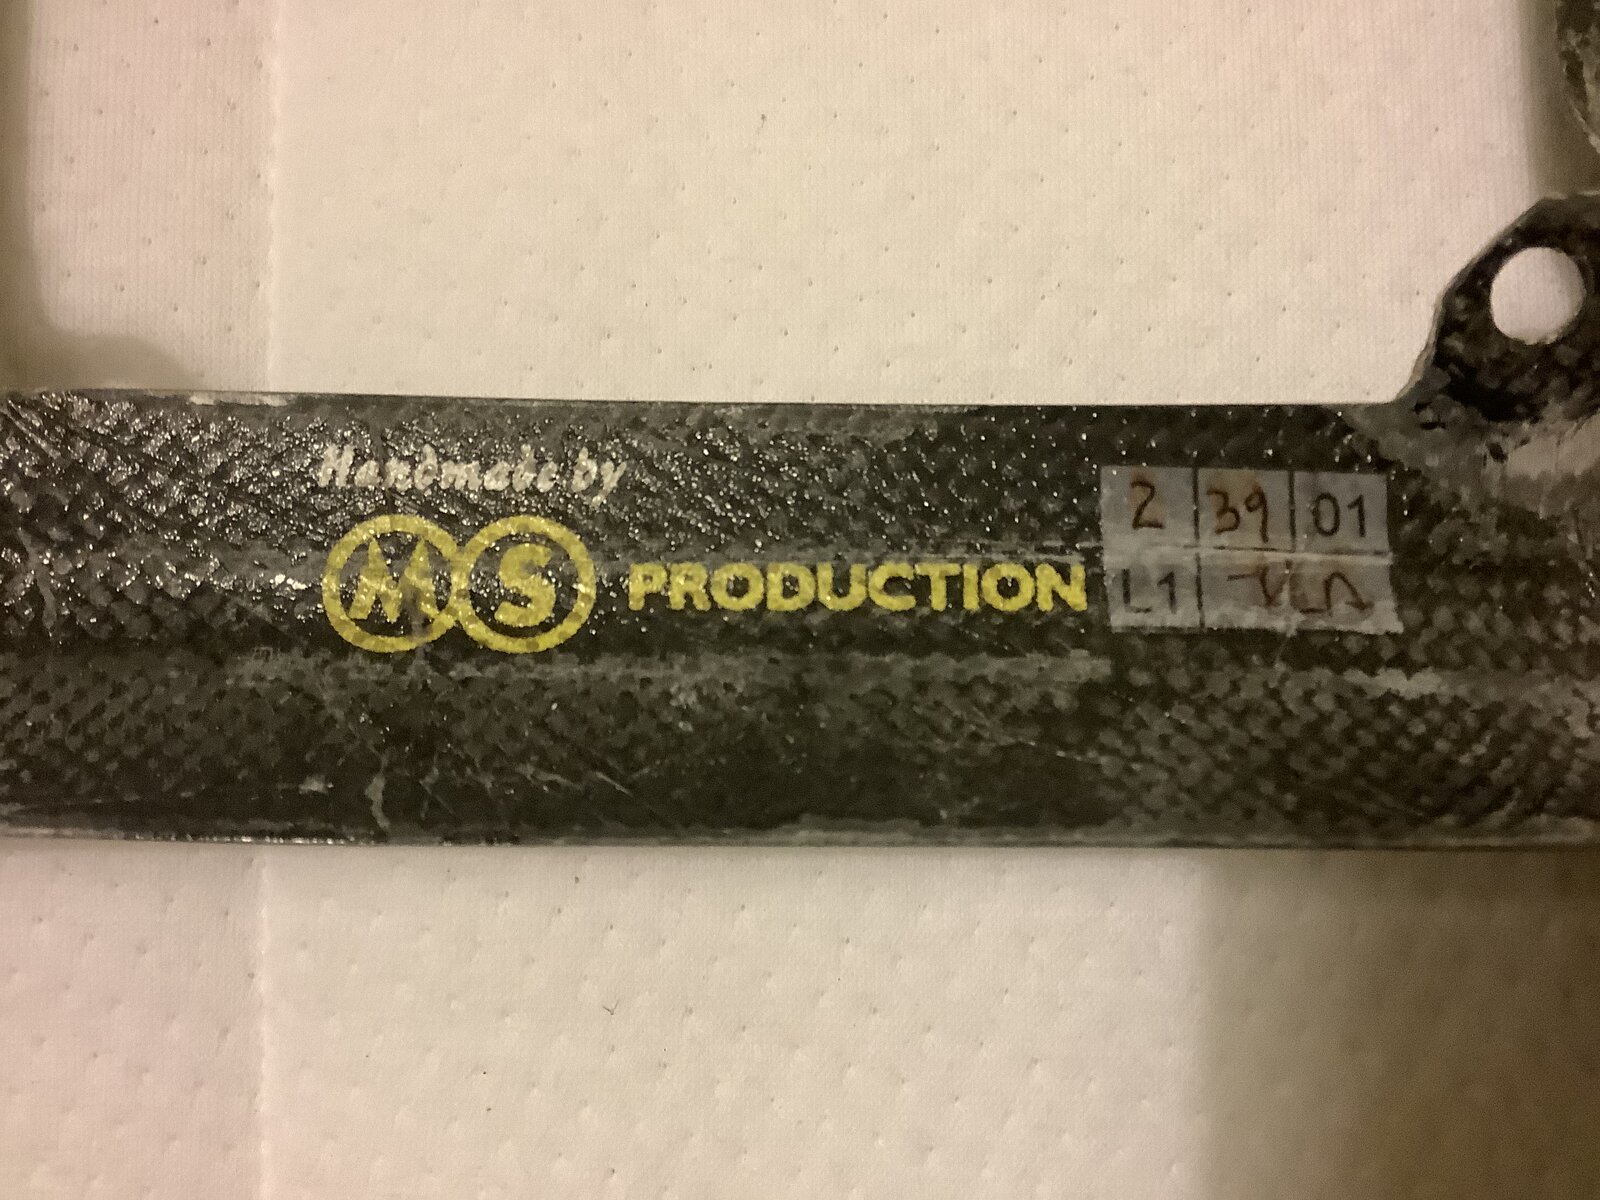 Handmade by
MS PRODUCTION
2 39 01
L1